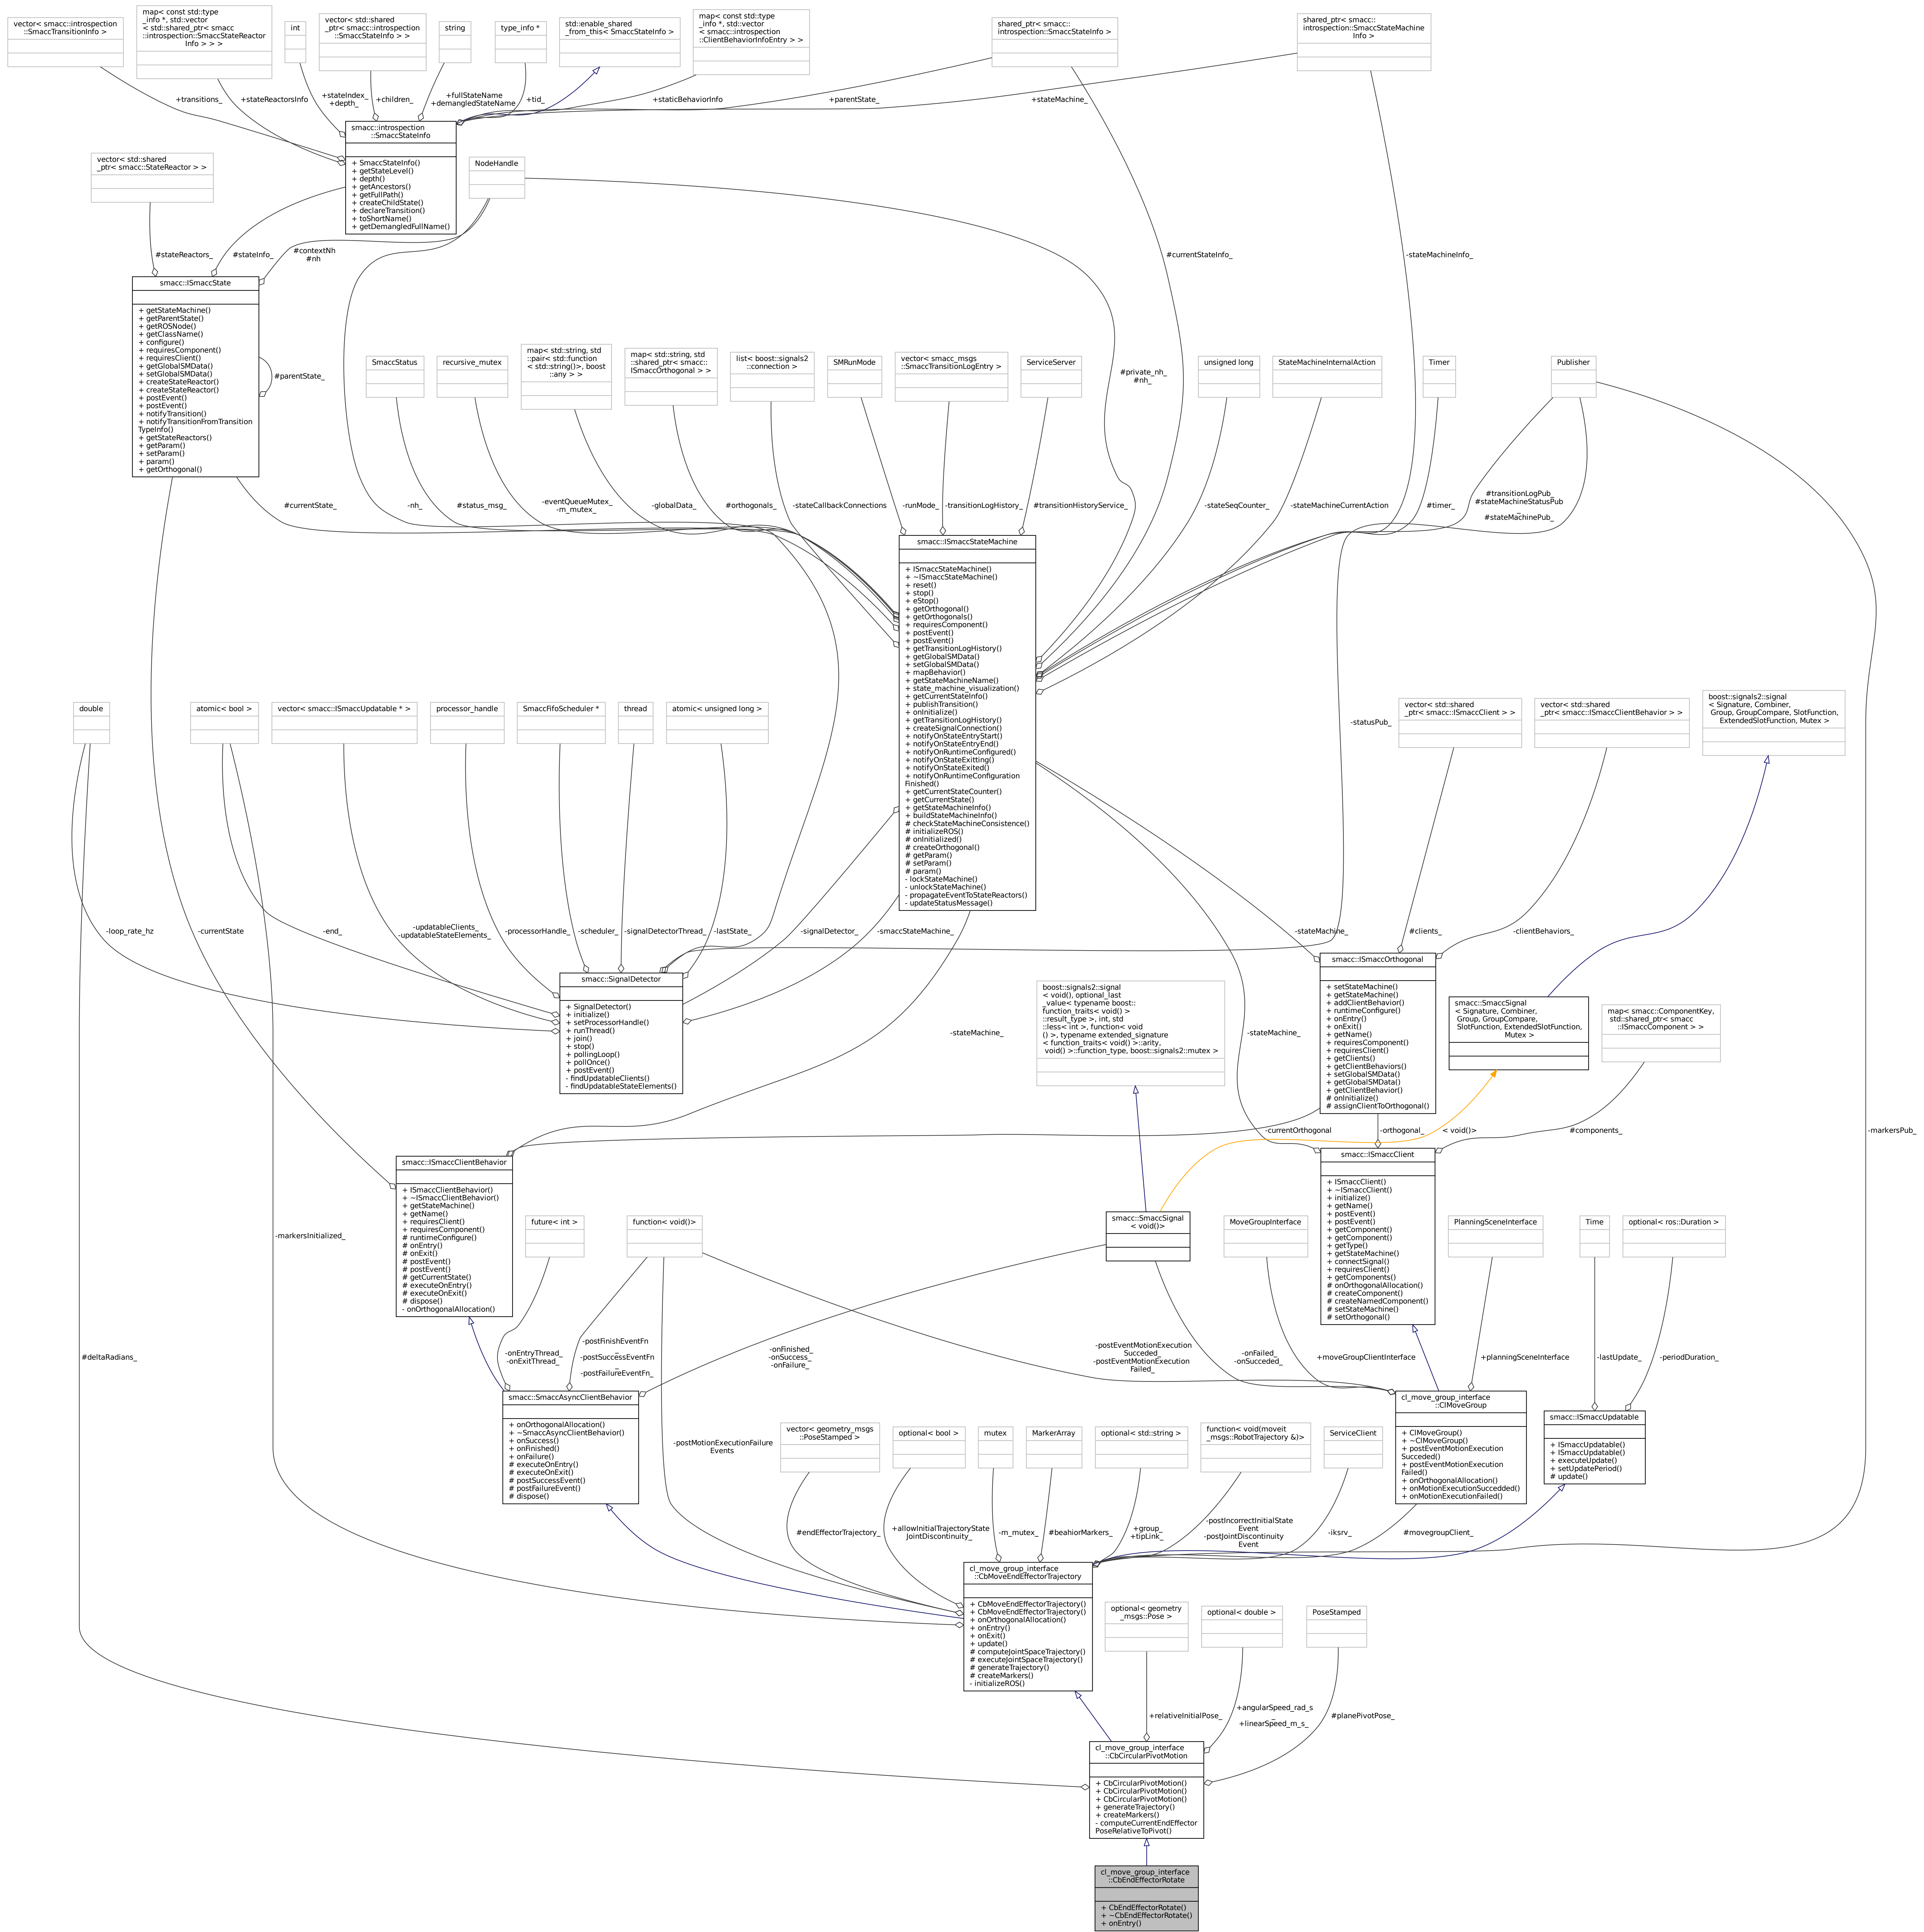 vector< smacc::introspection
::SmaccTransitionInfo >
map< const std::type
_info *, std::vector
< std::shared_ptr< smacc
::introspection::SmaccStateReactor
Info > > >
int
vector< std::shared
_ptr< smacc::introspection
::SmaccStateInfo > >
string
type_info *
std::enable_shared
_from_this< SmaccStateInfo >
map< const std::type
_info *, std::vector
< smacc::introspection
::ClientBehaviorInfoEntry > >
shared_ptr< smacc::
introspection::SmaccStateInfo >
shared_ptr< smacc::
introspection::SmaccStateMachine
Info >
+transitions_
+stateReactorsInfo
+stateIndex_
+depth_
+children_
+fullStateName
+demangledStateName
+tid_
+staticBehaviorInfo
+parentState_
+stateMachine_
smacc::introspection
::SmaccStateInfo
+ SmaccStateInfo()
+ getStateLevel()
+ depth()
+ getAncestors()
+ getFullPath()
+ createChildState()
+ declareTransition()
+ toShortName()
+ getDemangledFullName()
vector< std::shared
_ptr< smacc::StateReactor > >
NodeHandle
#stateReactors_
#stateInfo_
#contextNh
#nh
#currentStateInfo_
-stateMachineInfo_
smacc::ISmaccState
+ getStateMachine()
+ getParentState()
+ getROSNode()
+ getClassName()
+ configure()
+ requiresComponent()
+ requiresClient()
+ getGlobalSMData()
+ setGlobalSMData()
+ createStateReactor()
+ createStateReactor()
+ postEvent()
+ postEvent()
+ notifyTransition()
+ notifyTransitionFromTransition
TypeInfo()
+ getStateReactors()
+ getParam()
+ setParam()
+ param()
+ getOrthogonal()
#parentState_
SmaccStatus
recursive_mutex
map< std::string, std
::pair< std::function
< std::string()>, boost
::any > >
map< std::string, std
::shared_ptr< smacc::
ISmaccOrthogonal > >
list< boost::signals2
::connection >
SMRunMode
vector< smacc_msgs
::SmaccTransitionLogEntry >
ServiceServer
#private_nh_
#nh_
unsigned long
StateMachineInternalAction
Timer
Publisher
#currentState_
-nh_
#status_msg_
-eventQueueMutex_
-m_mutex_
-globalData_
#orthogonals_
-stateCallbackConnections
-runMode_
-transitionLogHistory_
#transitionHistoryService_
-stateSeqCounter_
-stateMachineCurrentAction
#timer_
#transitionLogPub_
#stateMachineStatusPub
_
#stateMachinePub_
smacc::ISmaccStateMachine
+ ISmaccStateMachine()
+ ~ISmaccStateMachine()
+ reset()
+ stop()
+ eStop()
+ getOrthogonal()
+ getOrthogonals()
+ requiresComponent()
+ postEvent()
+ postEvent()
+ getTransitionLogHistory()
+ getGlobalSMData()
+ setGlobalSMData()
+ mapBehavior()
+ getStateMachineName()
+ state_machine_visualization()
+ getCurrentStateInfo()
+ publishTransition()
+ onInitialize()
+ getTransitionLogHistory()
+ createSignalConnection()
+ notifyOnStateEntryStart()
+ notifyOnStateEntryEnd()
+ notifyOnRuntimeConfigured()
+ notifyOnStateExitting()
+ notifyOnStateExited()
+ notifyOnRuntimeConfiguration
Finished()
+ getCurrentStateCounter()
+ getCurrentState()
+ getStateMachineInfo()
+ buildStateMachineInfo()
# checkStateMachineConsistence()
# initializeROS()
# onInitialized()
# createOrthogonal()
# getParam()
# setParam()
# param()
- lockStateMachine()
- unlockStateMachine()
- propagateEventToStateReactors()
- updateStatusMessage()
double
atomic< bool >
vector< smacc::ISmaccUpdatable * >
processor_handle
SmaccFifoScheduler *
thread
atomic< unsigned long >
-statusPub_
vector< std::shared
_ptr< smacc::ISmaccClient > >
vector< std::shared
_ptr< smacc::ISmaccClientBehavior > >
boost::signals2::signal
< Signature, Combiner,
Group, GroupCompare, SlotFunction,
ExtendedSlotFunction, Mutex >
-loop_rate_hz
-currentState
-end_
-updatableClients_
-updatableStateElements_
-processorHandle_
-scheduler_
-signalDetectorThread_
-lastState_
-signalDetector_
-smaccStateMachine_
-stateMachine_
#clients_
-clientBehaviors_
smacc::SignalDetector
+ SignalDetector()
+ initialize()
+ setProcessorHandle()
+ runThread()
+ join()
+ stop()
+ pollingLoop()
+ pollOnce()
+ postEvent()
- findUpdatableClients()
- findUpdatableStateElements()
smacc::ISmaccOrthogonal
+ setStateMachine()
+ getStateMachine()
+ addClientBehavior()
+ runtimeConfigure()
+ onEntry()
+ onExit()
+ getName()
+ requiresComponent()
+ requiresClient()
+ getClients()
+ getClientBehaviors()
+ setGlobalSMData()
+ getGlobalSMData()
+ getClientBehavior()
# onInitialize()
# assignClientToOrthogonal()
smacc::SmaccSignal
< Signature, Combiner,
Group, GroupCompare,
SlotFunction, ExtendedSlotFunction,
Mutex >
map< smacc::ComponentKey,
std::shared_ptr< smacc
::ISmaccComponent > >
boost::signals2::signal
< void(), optional_last
_value< typename boost::
function_traits< void() >
::result_type >, int, std
::less< int >, function< void
() >, typename extended_signature
< function_traits< void() >::arity,
void() >::function_type, boost::signals2::mutex >
-stateMachine_
-stateMachine_
-currentOrthogonal
-orthogonal_
< void()>
#components_
-markersPub_
smacc::ISmaccClientBehavior
+ ISmaccClientBehavior()
+ ~ISmaccClientBehavior()
+ getStateMachine()
+ getName()
+ requiresClient()
+ requiresComponent()
# runtimeConfigure()
# onEntry()
# onExit()
# postEvent()
# postEvent()
# getCurrentState()
# executeOnEntry()
# executeOnExit()
# dispose()
- onOrthogonalAllocation()
smacc::ISmaccClient
+ ISmaccClient()
+ ~ISmaccClient()
+ initialize()
+ getName()
+ postEvent()
+ postEvent()
+ getComponent()
+ getComponent()
+ getType()
+ getStateMachine()
+ connectSignal()
+ requiresClient()
+ getComponents()
# onOrthogonalAllocation()
# createComponent()
# createNamedComponent()
# setStateMachine()
# setOrthogonal()
-markersInitialized_
future< int >
function< void()>
smacc::SmaccSignal
< void()>
MoveGroupInterface
PlanningSceneInterface
Time
optional< ros::Duration >
#deltaRadians_
-onEntryThread_
-onExitThread_
-postFinishEventFn
_
-postSuccessEventFn
_
-postFailureEventFn_
-onFinished_
-onSuccess_
-onFailure_
-postEventMotionExecution
Succeded_
-postEventMotionExecution
Failed_
-onFailed_
-onSucceded_
+moveGroupClientInterface
+planningSceneInterface
-lastUpdate_
-periodDuration_
smacc::SmaccAsyncClientBehavior
+ onOrthogonalAllocation()
+ ~SmaccAsyncClientBehavior()
+ onSuccess()
+ onFinished()
+ onFailure()
# executeOnEntry()
# executeOnExit()
# postSuccessEvent()
# postFailureEvent()
# dispose()
cl_move_group_interface
::ClMoveGroup
+ ClMoveGroup()
+ ~ClMoveGroup()
+ postEventMotionExecution
Succeded()
+ postEventMotionExecution
Failed()
+ onOrthogonalAllocation()
+ onMotionExecutionSuccedded()
+ onMotionExecutionFailed()
smacc::ISmaccUpdatable
+ ISmaccUpdatable()
+ ISmaccUpdatable()
+ executeUpdate()
+ setUpdatePeriod()
# update()
-postMotionExecutionFailure
Events
vector< geometry_msgs
::PoseStamped >
optional< bool >
mutex
MarkerArray
optional< std::string >
function< void(moveit
_msgs::RobotTrajectory &)>
ServiceClient
#endEffectorTrajectory_
+allowInitialTrajectoryState
JointDiscontinuity_
-m_mutex_
#beahiorMarkers_
+group_
+tipLink_
-postIncorrectInitialState
Event
-postJointDiscontinuity
Event
-iksrv_
#movegroupClient_
cl_move_group_interface
::CbMoveEndEffectorTrajectory
+ CbMoveEndEffectorTrajectory()
+ CbMoveEndEffectorTrajectory()
+ onOrthogonalAllocation()
+ onEntry()
+ onExit()
+ update()
# computeJointSpaceTrajectory()
# executeJointSpaceTrajectory()
# generateTrajectory()
# createMarkers()
- initializeROS()
optional< geometry
_msgs::Pose >
optional< double >
PoseStamped
+relativeInitialPose_
+angularSpeed_rad_s
_
+linearSpeed_m_s_
#planePivotPose_
cl_move_group_interface
::CbCircularPivotMotion
+ CbCircularPivotMotion()
+ CbCircularPivotMotion()
+ CbCircularPivotMotion()
+ generateTrajectory()
+ createMarkers()
- computeCurrentEndEffector
PoseRelativeToPivot()
cl_move_group_interface
::CbEndEffectorRotate
+ CbEndEffectorRotate()
+ ~CbEndEffectorRotate()
+ onEntry()